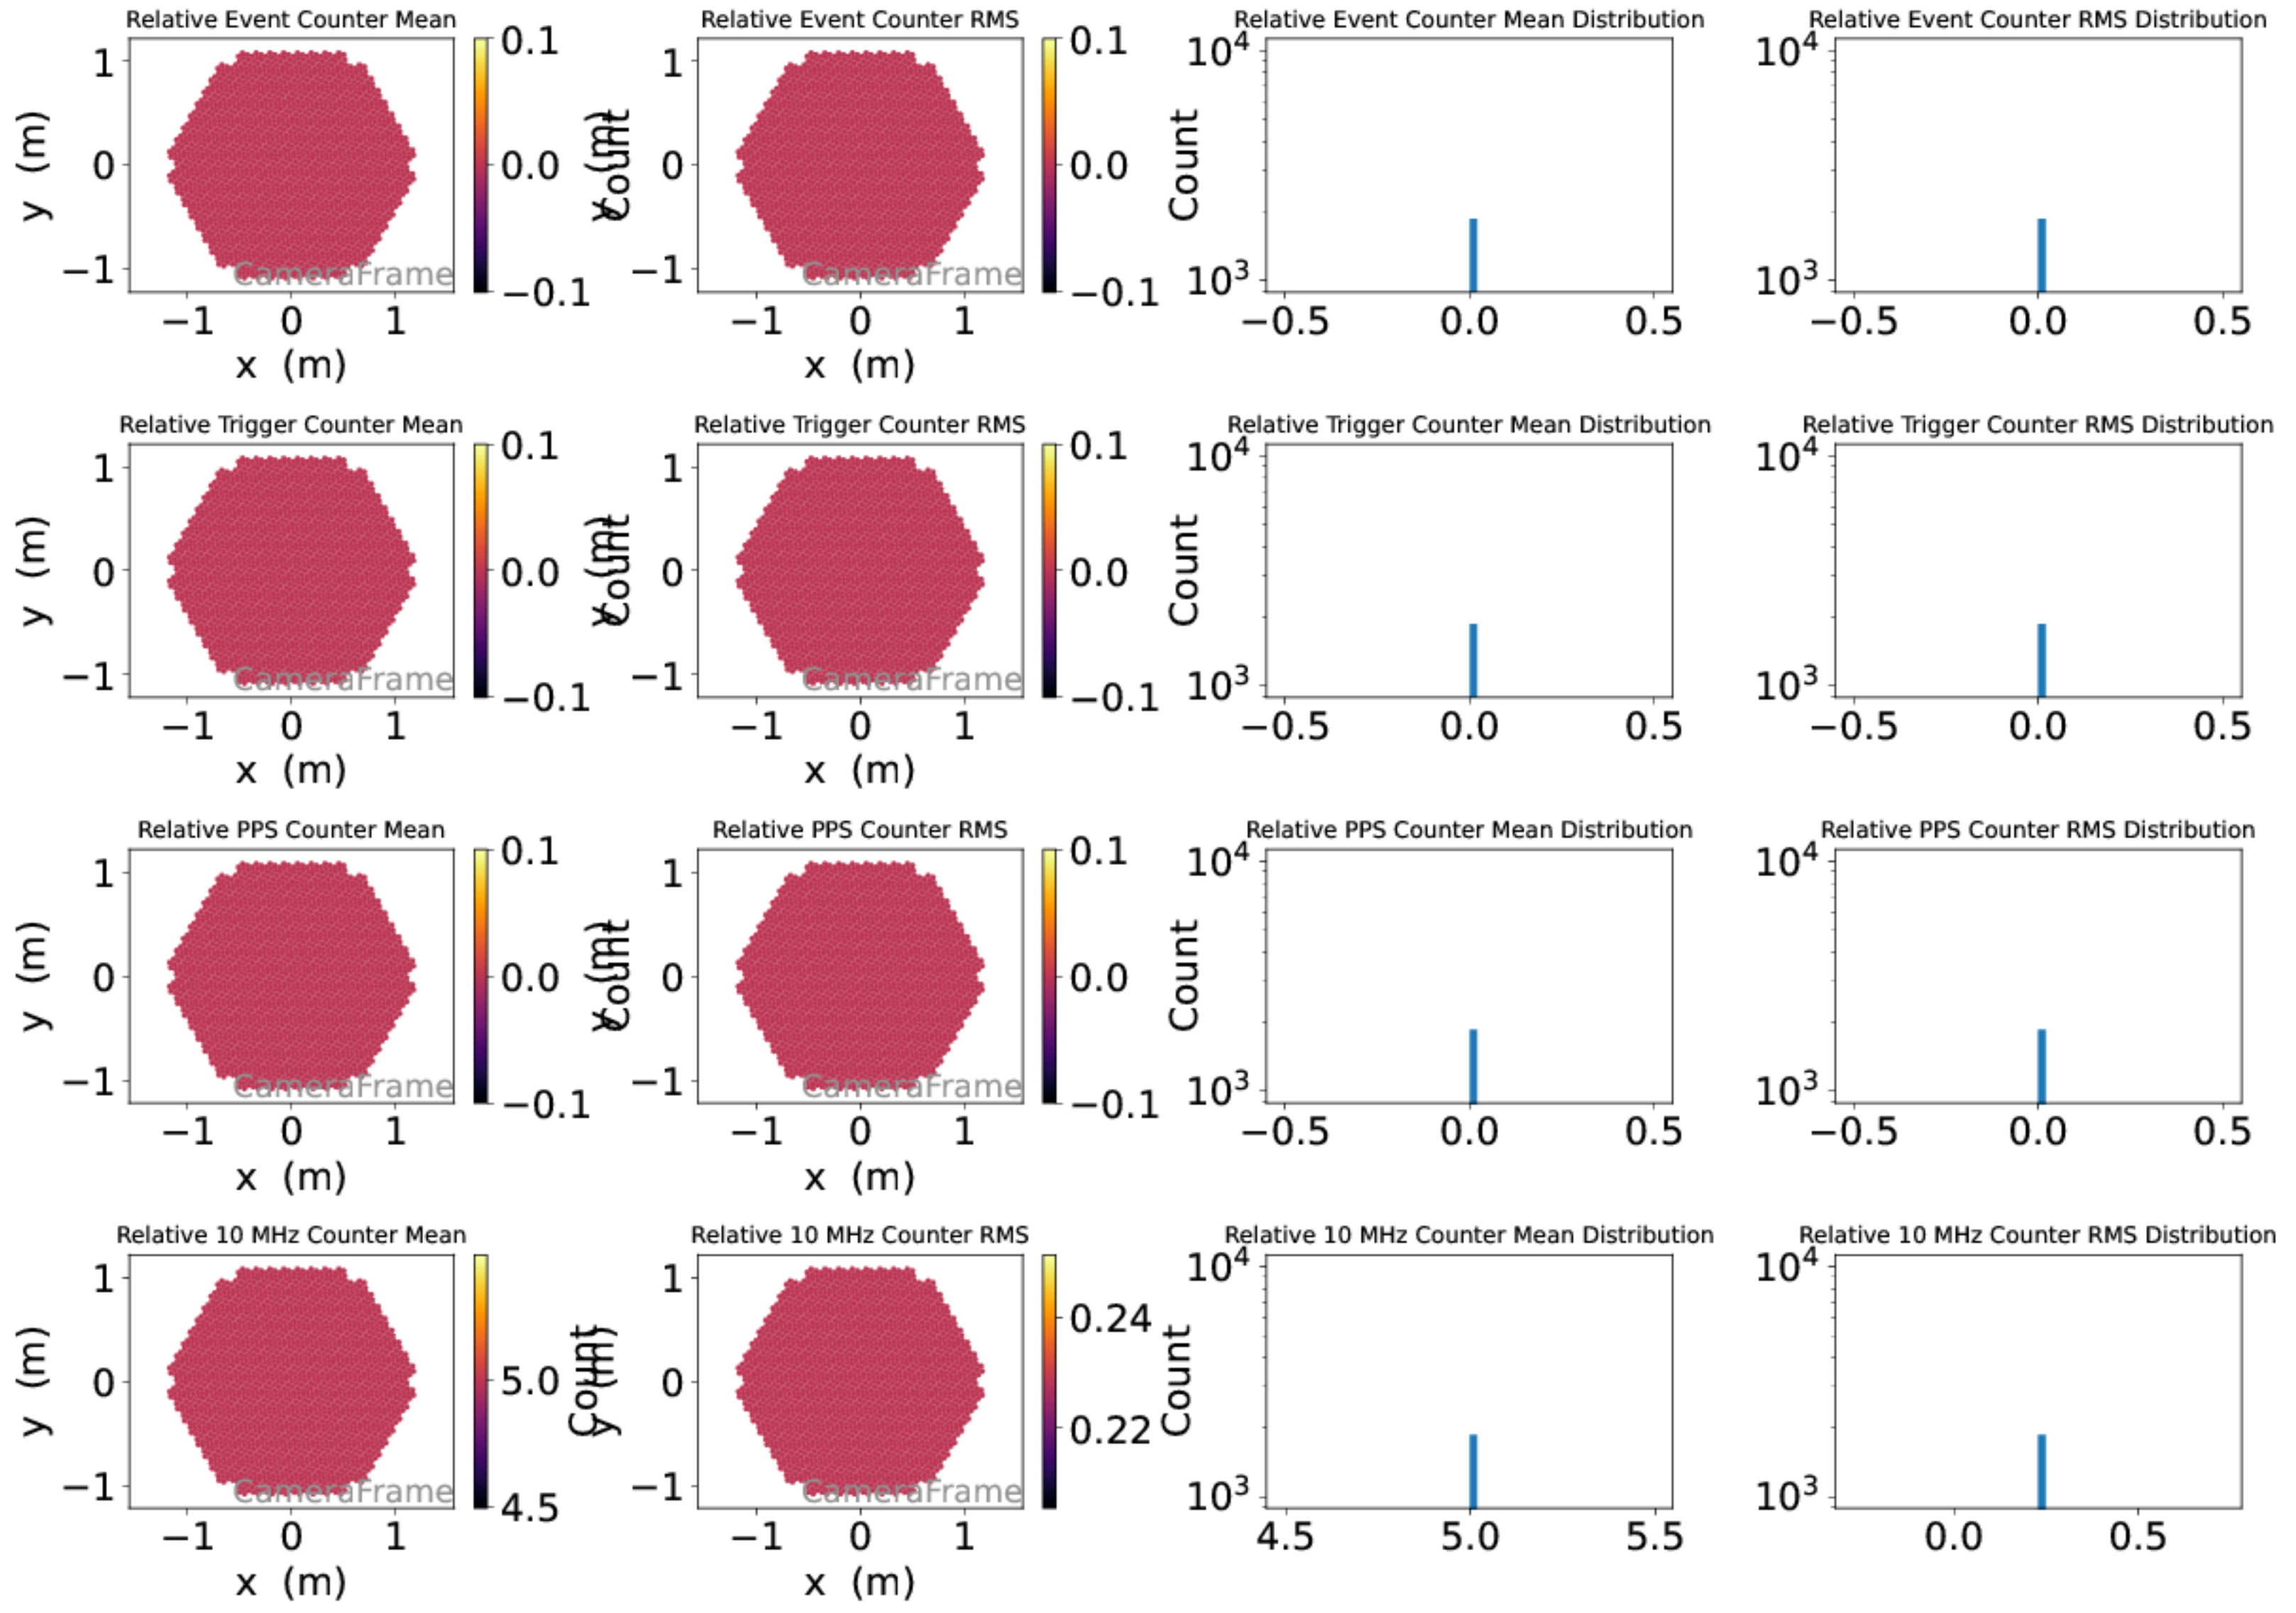 Relative Event Counter Mean
y (m)
1
0
−1
−1 0 1
x (m)
CameraFrame
0.1
0.0
−0.1
Count
Relative Event Counter RMS
y (m)
1
0
−1
−1 0 1
x (m)
CameraFrame
0.1
0.0
−0.1
Count
Relative Event Counter Mean Distribution
10⁴
10³
−0.5 0.0 0.5
Relative Event Counter RMS Distribution
10⁴
10³
−0.5 0.0 0.5
Relative Trigger Counter Mean
y (m)
1
0
−1
−1 0 1
x (m)
CameraFrame
0.1
0.0
−0.1
Count
Relative Trigger Counter RMS
y (m)
1
0
−1
−1 0 1
x (m)
CameraFrame
0.1
0.0
−0.1
Count
Relative Trigger Counter Mean Distribution
10⁴
10³
−0.5 0.0 0.5
Relative Trigger Counter RMS Distribution
10⁴
10³
−0.5 0.0 0.5
Relative PPS Counter Mean
y (m)
1
0
−1
−1 0 1
x (m)
CameraFrame
0.1
0.0
−0.1
Count
Relative PPS Counter RMS
y (m)
1
0
−1
−1 0 1
x (m)
CameraFrame
0.1
0.0
−0.1
Count
Relative PPS Counter Mean Distribution
10⁴
10³
−0.5 0.0 0.5
Relative PPS Counter RMS Distribution
10⁴
10³
−0.5 0.0 0.5
Relative 10 MHz Counter Mean
y (m)
1
0
−1
−1 0 1
x (m)
CameraFrame
5.0
4.5
Count
Relative 10 MHz Counter RMS
y (m)
1
0
−1
−1 0 1
x (m)
CameraFrame
0.24
0.22
Count
Relative 10 MHz Counter Mean Distribution
10⁴
10³
4.5 5.0 5.5
Relative 10 MHz Counter RMS Distribution
10⁴
10³
0.0 0.5